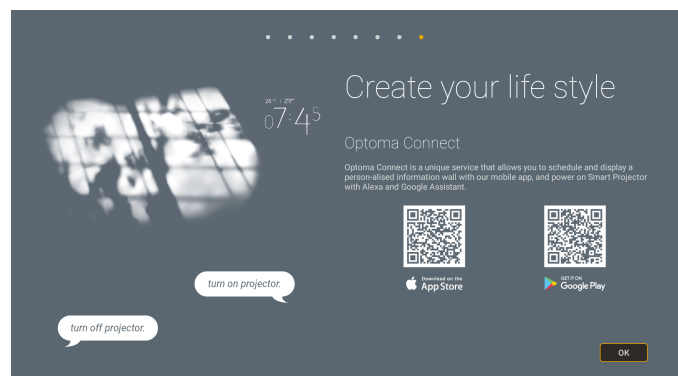 26°c
07:45
Create your life style
Optoma Connect
Optoma Connect is a unique service that allows you to schedule and display a
person-alised information wall with our mobile app, and power on Smart Projector
with Alexa and Google Assistant.
Download on the
App Store
GET IT ON
Google Play
turn on projector.
turn off projector.
OK